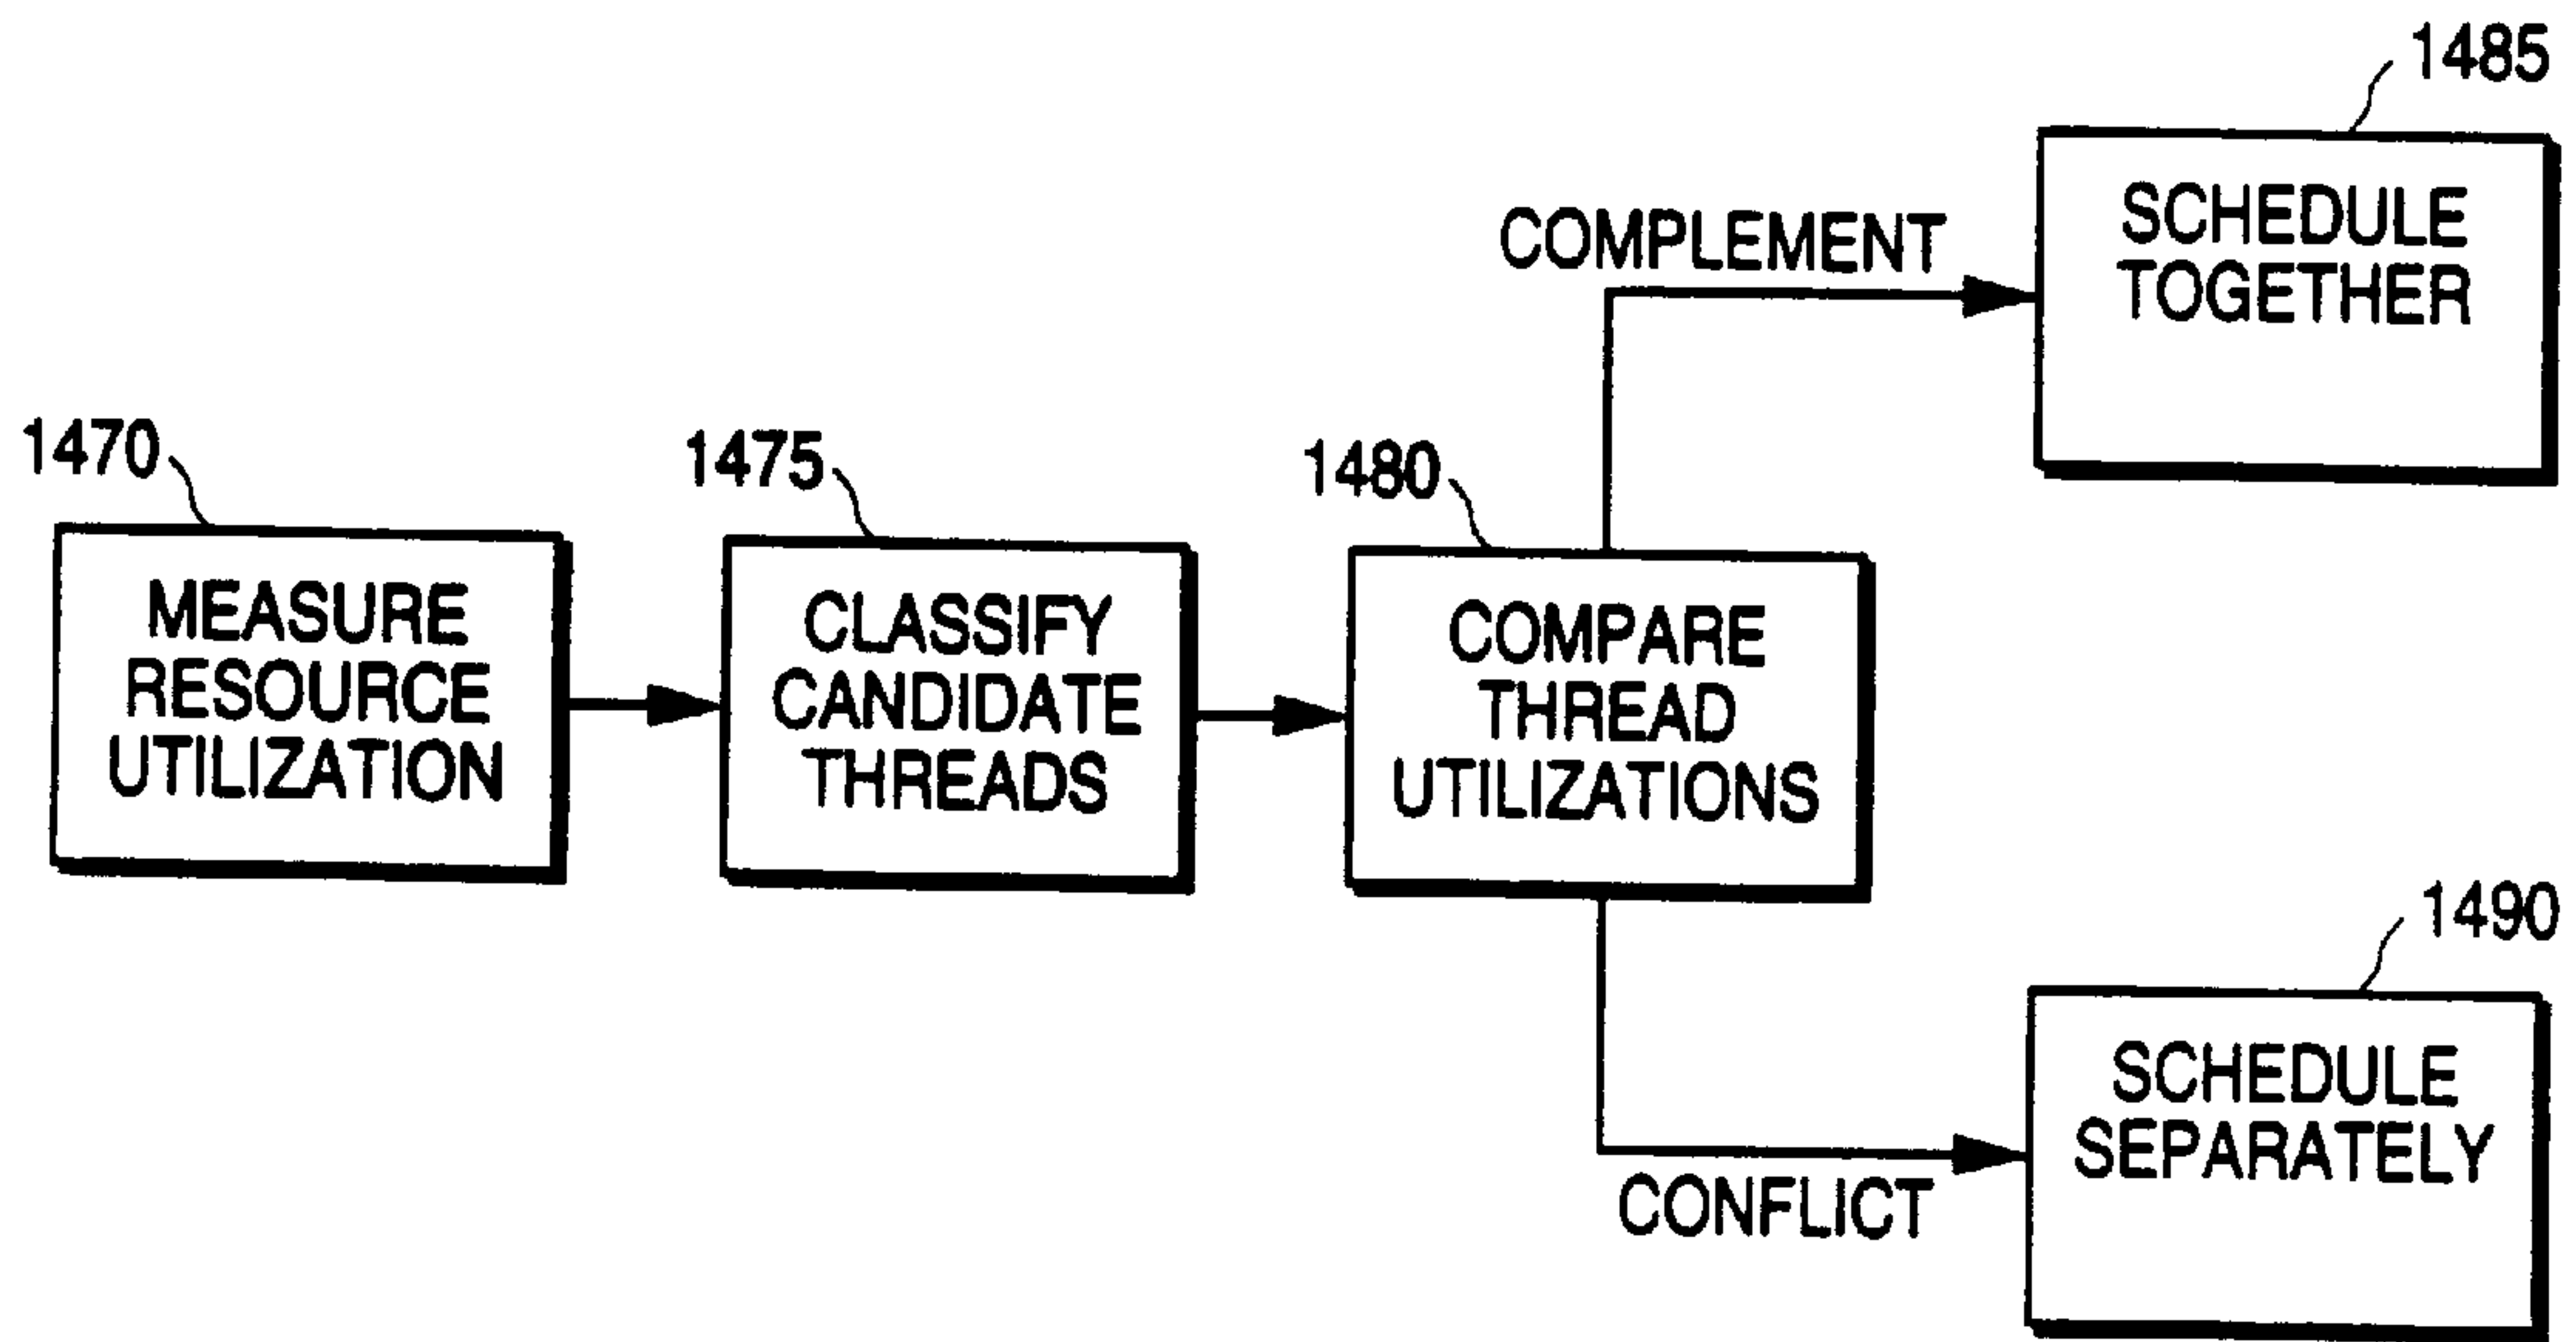 1470
MEASURE
RESOURCE
UTILIZATION
1475
CLASSIFY
CANDIDATE
THREADS
1480
COMPARE
THREAD
UTILIZATIONS
COMPLEMENT
1485
SCHEDULE
TOGETHER
CONFLICT
1490
SCHEDULE
SEPARATELY